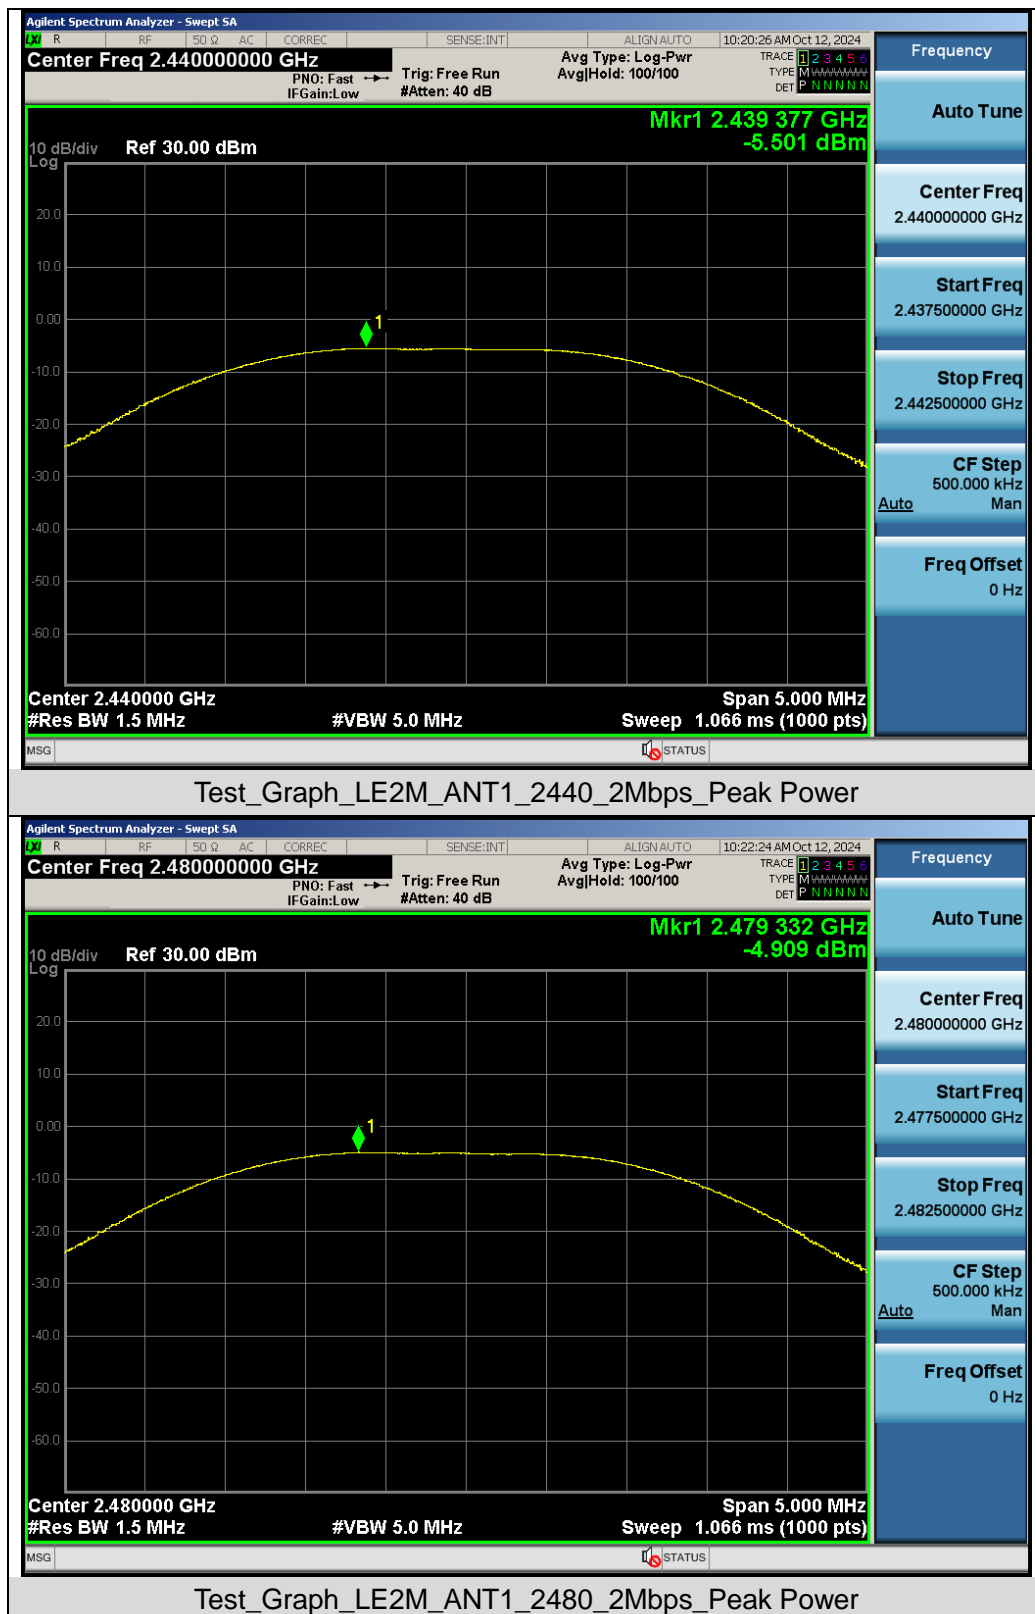 Agilent Spectrum Analyzer - Swept SA
LXI R RF 50 Ω AC CORREC SENSE:INT ALIGN AUTO 10:20:26 AM Oct 12, 2024
Center Freq 2.440000000 GHz
PNO: Fast
IFGain:Low
Trig: Free Run
#Atten: 40 dB
Avg Type: Log-Pwr
Avg|Hold: 100/100
TRACE 1 2 3 4 5 6
TYPE M WWWWW
DET P N N N N N
Mkr1 2.439 377 GHz
-5.501 dBm
10 dB/div Ref 30.00 dBm
Log
20.0
10.0
0.00
-10.0
-20.0
-30.0
-40.0
-50.0
-60.0
1
Center 2.440000 GHz Span 5.000 MHz
#Res BW 1.5 MHz #VBW 5.0 MHz Sweep 1.066 ms (1000 pts)
MSG STATUS
Frequency
Auto Tune
Center Freq
2.440000000 GHz
Start Freq
2.437500000 GHz
Stop Freq
2.442500000 GHz
CF Step
500.000 kHz
Auto Man
Freq Offset
0 Hz
Test_Graph_LE2M_ANT1_2440_2Mbps_Peak Power
Agilent Spectrum Analyzer - Swept SA
LXI R RF 50 Ω AC CORREC SENSE:INT ALIGN AUTO 10:22:24 AM Oct 12, 2024
Center Freq 2.480000000 GHz
PNO: Fast
IFGain:Low
Trig: Free Run
#Atten: 40 dB
Avg Type: Log-Pwr
Avg|Hold: 100/100
TRACE 1 2 3 4 5 6
TYPE M WWWWW
DET P N N N N N
Mkr1 2.479 332 GHz
-4.909 dBm
10 dB/div Ref 30.00 dBm
Log
20.0
10.0
0.00
-10.0
-20.0
-30.0
-40.0
-50.0
-60.0
1
Center 2.480000 GHz Span 5.000 MHz
#Res BW 1.5 MHz #VBW 5.0 MHz Sweep 1.066 ms (1000 pts)
MSG STATUS
Frequency
Auto Tune
Center Freq
2.480000000 GHz
Start Freq
2.477500000 GHz
Stop Freq
2.482500000 GHz
CF Step
500.000 kHz
Auto Man
Freq Offset
0 Hz
Test_Graph_LE2M_ANT1_2480_2Mbps_Peak Power